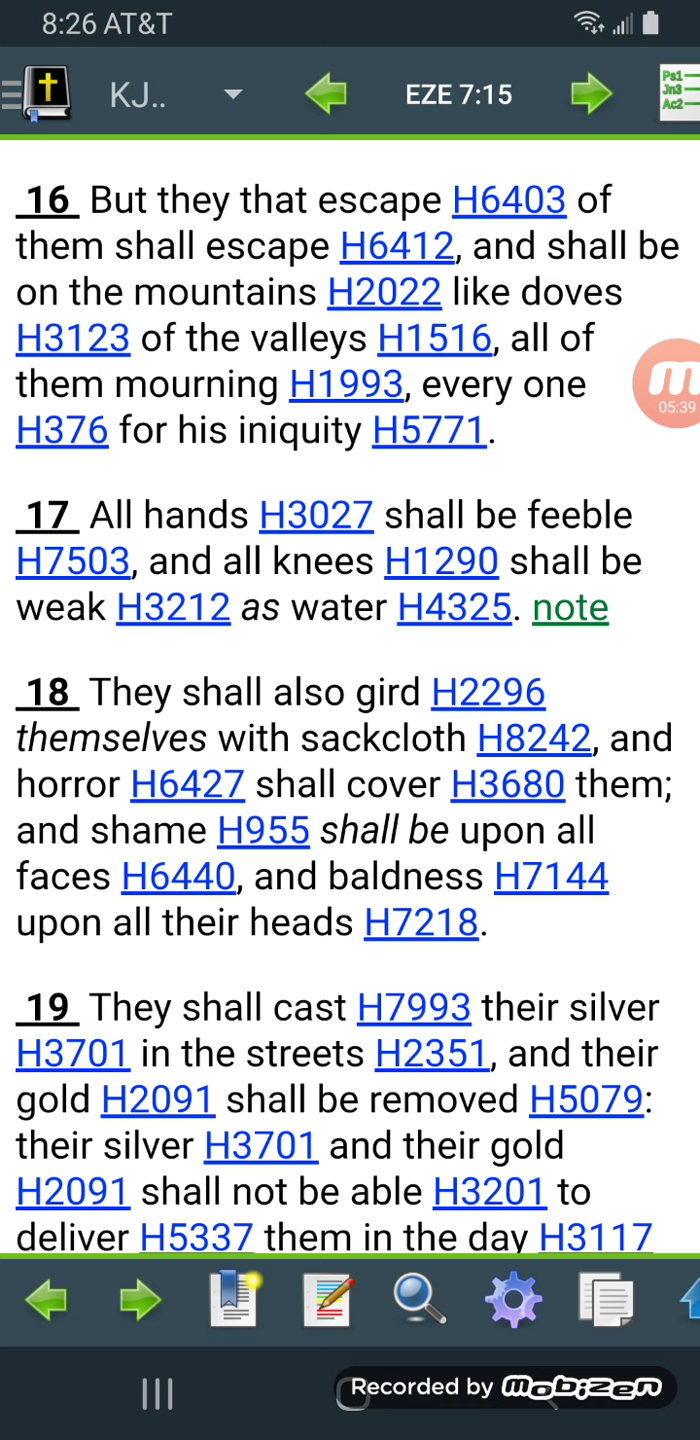 8:26 AT&T
KJ.. EZE 7:15 Ps1
Jn3
Ac2
16 But they that escape H6403 of
them shall escape H6412, and shall be
on the mountains H2022 like doves
H3123 of the valleys H1516, all of
them mourning H1993, every one
H376 for his iniquity H5771.
05:39
17 All hands H3027 shall be feeble
H7503, and all knees H1290 shall be
weak H3212 as water H4325. note
18 They shall also gird H2296
themselves with sackcloth H8242, and
horror H6427 shall cover H3680 them;
and shame H955 shall be upon all
faces H6440, and baldness H7144
upon all their heads H7218.
19 They shall cast H7993 their silver
H3701 in the streets H2351, and their
gold H2091 shall be removed H5079:
their silver H3701 and their gold
H2091 shall not be able H3201 to
deliver H5337 them in the day H3117
Recorded by mobizen